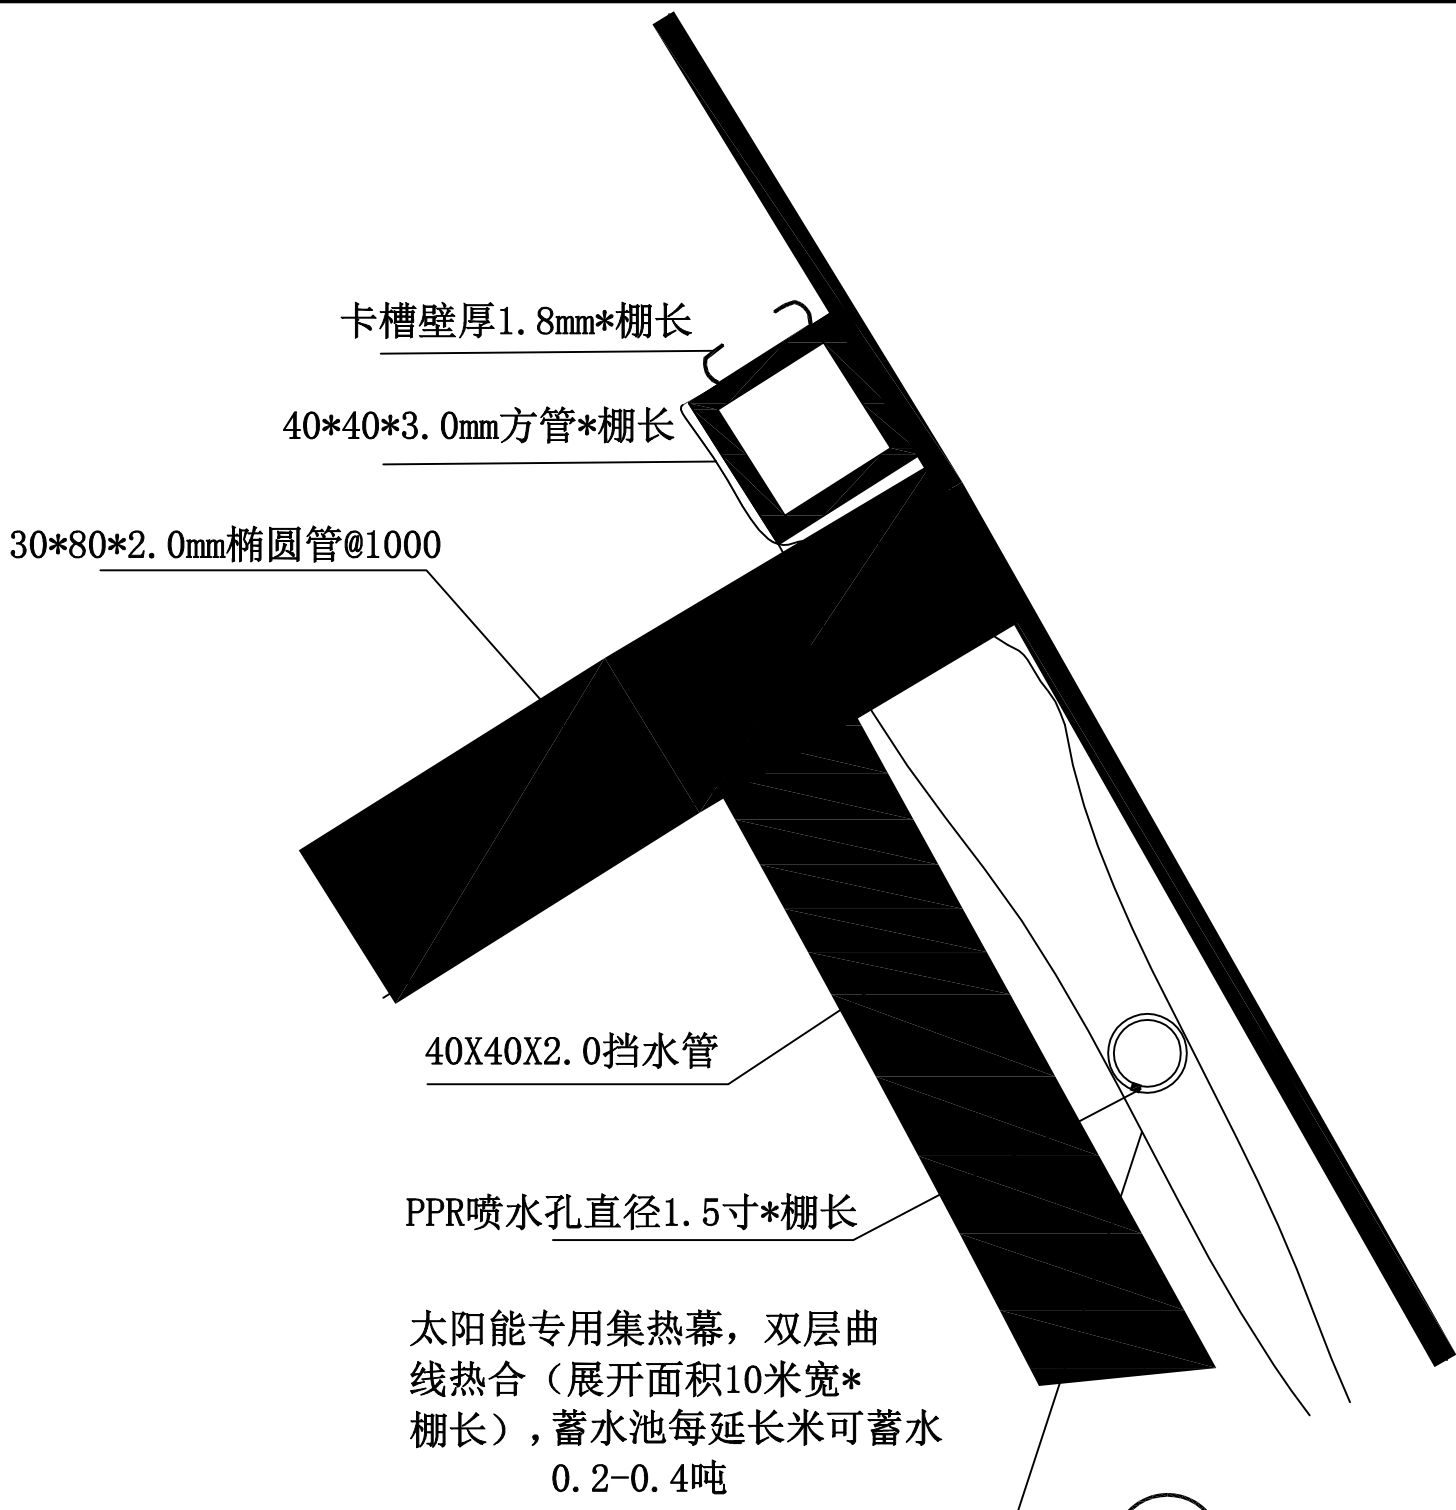 卡槽壁厚1.8mm*棚长
40*40*3.0mm方管*棚长
30*80*2.0mm椭圆管@1000
40X40X2.0挡水管
PPR喷水孔直径1.5寸*棚长
太阳能专用集热幕，双层曲
线热合（展开面积10米宽*
棚长）,蓄水池每延长米可蓄水
0.2-0.4吨